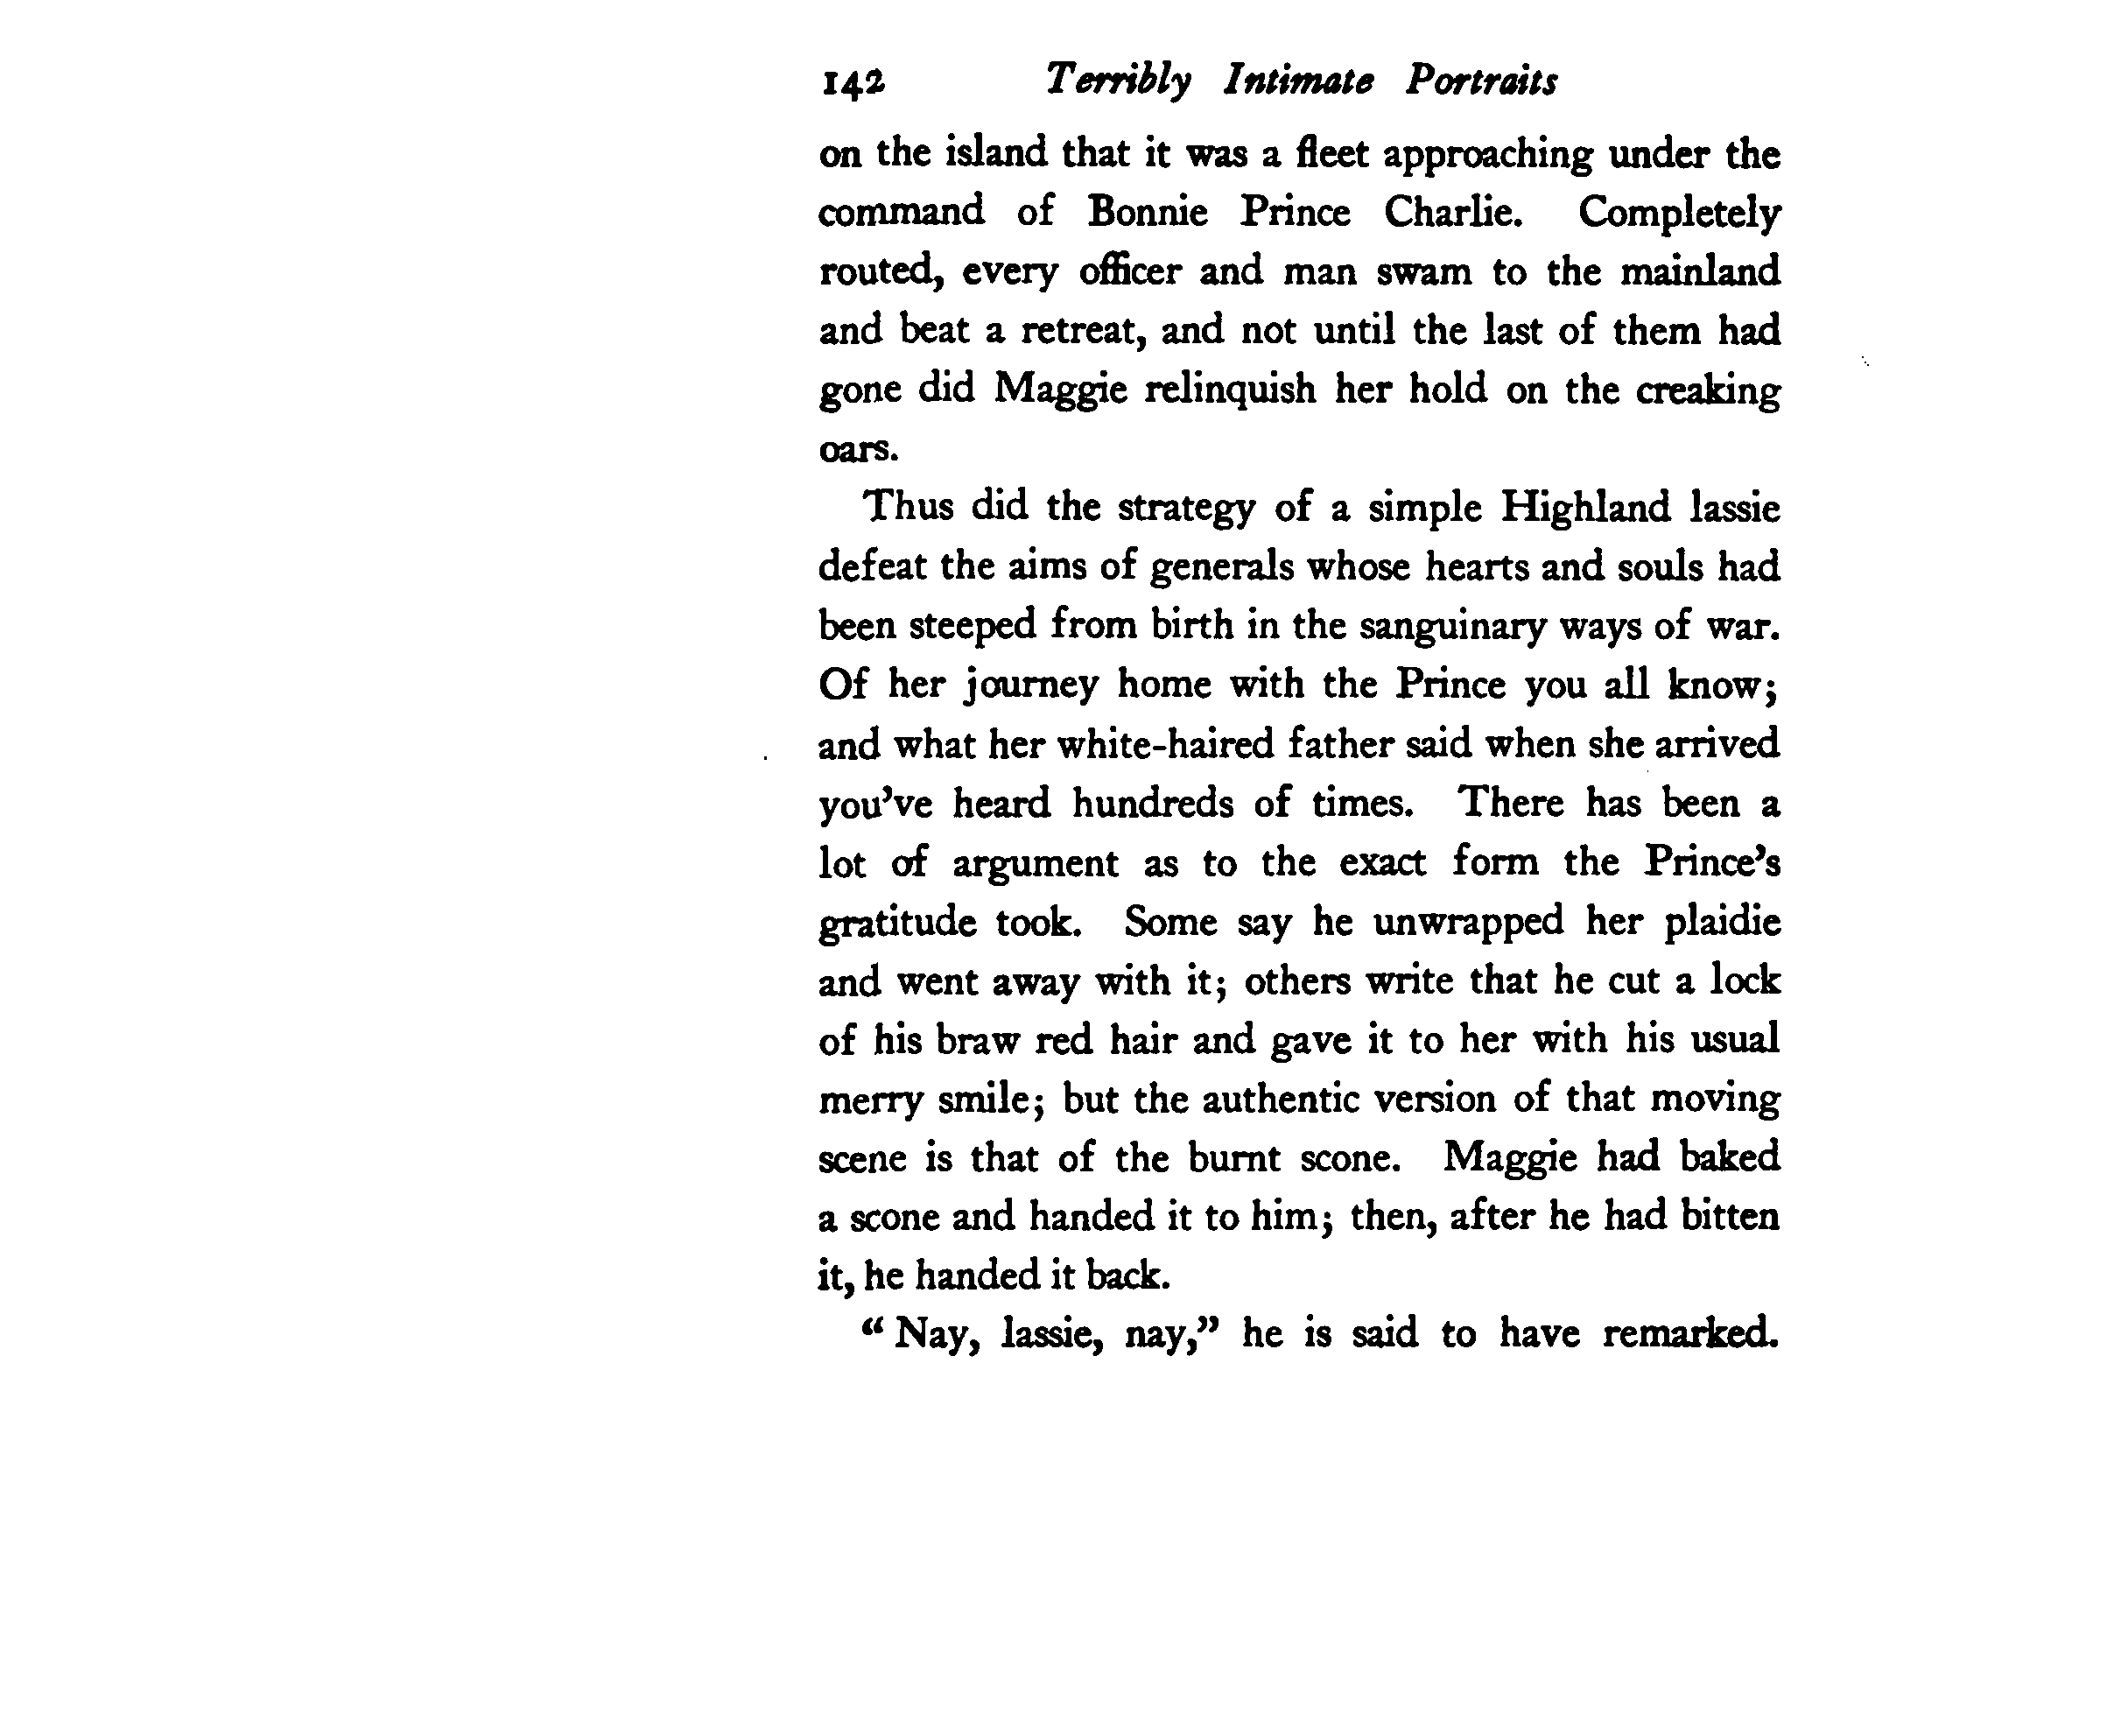 142 Terribly Intimate Portraits
on the island that it was a fleet approaching under the
command of Bonnie Prince Charlie. Completely
routed, every officer and man swam to the mainland
and beat a retreat, and not until the last of them had
gone did Maggie relinquish her hold on the creaking
oars.
Thus did the strategy of a simple Highland lassie
defeat the aims of generals whose hearts and souls had
been steeped from birth in the sanguinary ways of war.
Of her journey home with the Prince you all know;
and what her white-haired father said when she arrived
you've heard hundreds of times. There has been a
lot of argument as to the exact form the Prince's
gratitude took. Some say he unwrapped her plaidie
and went away with it; others write that he cut a lock
of his braw red hair and gave it to her with his usual
merry smile; but the authentic version of that moving
scene is that of the burnt scone. Maggie had baked
a scone and handed it to him; then, after he had bitten
it, he handed it back.
“Nay, lassie, nay,” he is said to have remarked.